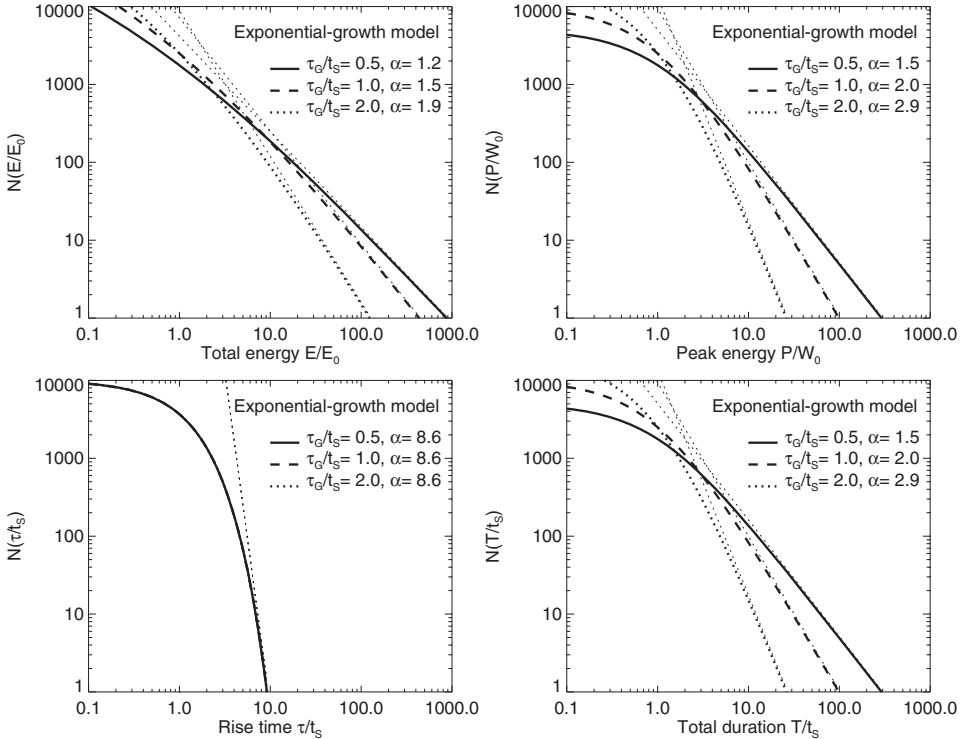 Exponential-growth model
τG/tS= 0.5, α= 1.2
τG/tS= 1.0, α= 1.5
τG/tS= 2.0, α= 1.9
N(E/E0)
10000
1000
100
10
1
0.1 1.0 10.0 100.0 1000.0
Total energy E/E0
Exponential-growth model
τG/tS= 0.5, α= 1.5
τG/tS= 1.0, α= 2.0
τG/tS= 2.0, α= 2.9
N(P/W0)
10000
1000
100
10
1
0.1 1.0 10.0 100.0 1000.0
Peak energy P/W0
Exponential-growth model
τG/tS= 0.5, α= 8.6
τG/tS= 1.0, α= 8.6
τG/tS= 2.0, α= 8.6
N(τ/tS)
10000
1000
100
10
1
0.1 1.0 10.0 100.0 1000.0
Rise time τ/tS
Exponential-growth model
τG/tS= 0.5, α= 1.5
τG/tS= 1.0, α= 2.0
τG/tS= 2.0, α= 2.9
N(T/tS)
10000
1000
100
10
1
0.1 1.0 10.0 100.0 1000.0
Total duration T/tS